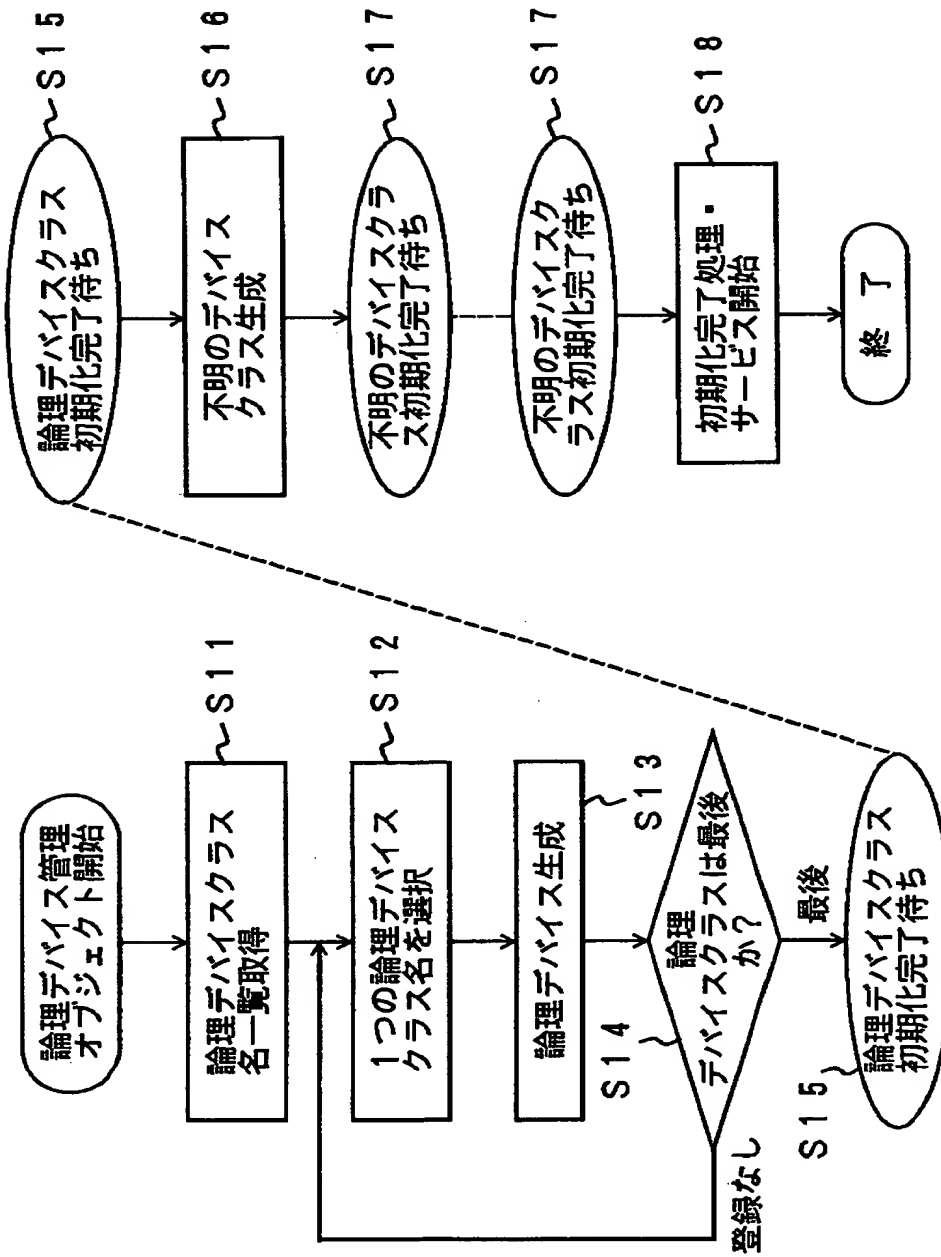 論理デバイス管理
オブジェクト開始
論理デバイスクラス
名一覧取得
S11
1つの論理デバイス
クラス名を選択
S12
論理デバイス生成
S13
論理
デバイスクラスは最後
か?
S14
登録なし
最後
論理デバイスクラス
初期化完了待ち
S15
論理デバイスクラス
初期化完了待ち
S15
不明のデバイス
クラス生成
S16
不明のデバイスクラ
ス初期化完了待ち
S17
不明のデバイスク
ラス初期化完了待ち
S17
初期化完了処理・
サービス開始
S18
終了